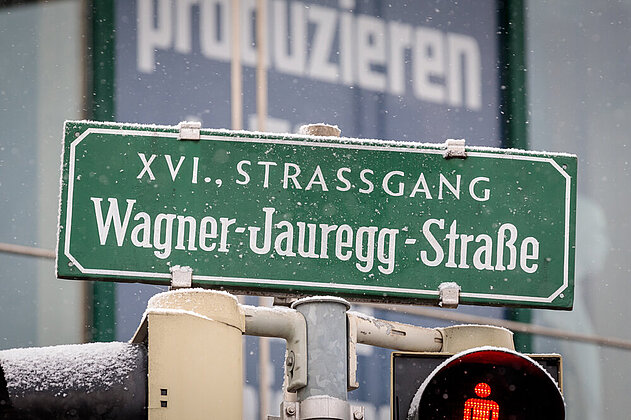 produzieren
XVI., STRASSGANG
Wagner-Jauregg-Straße